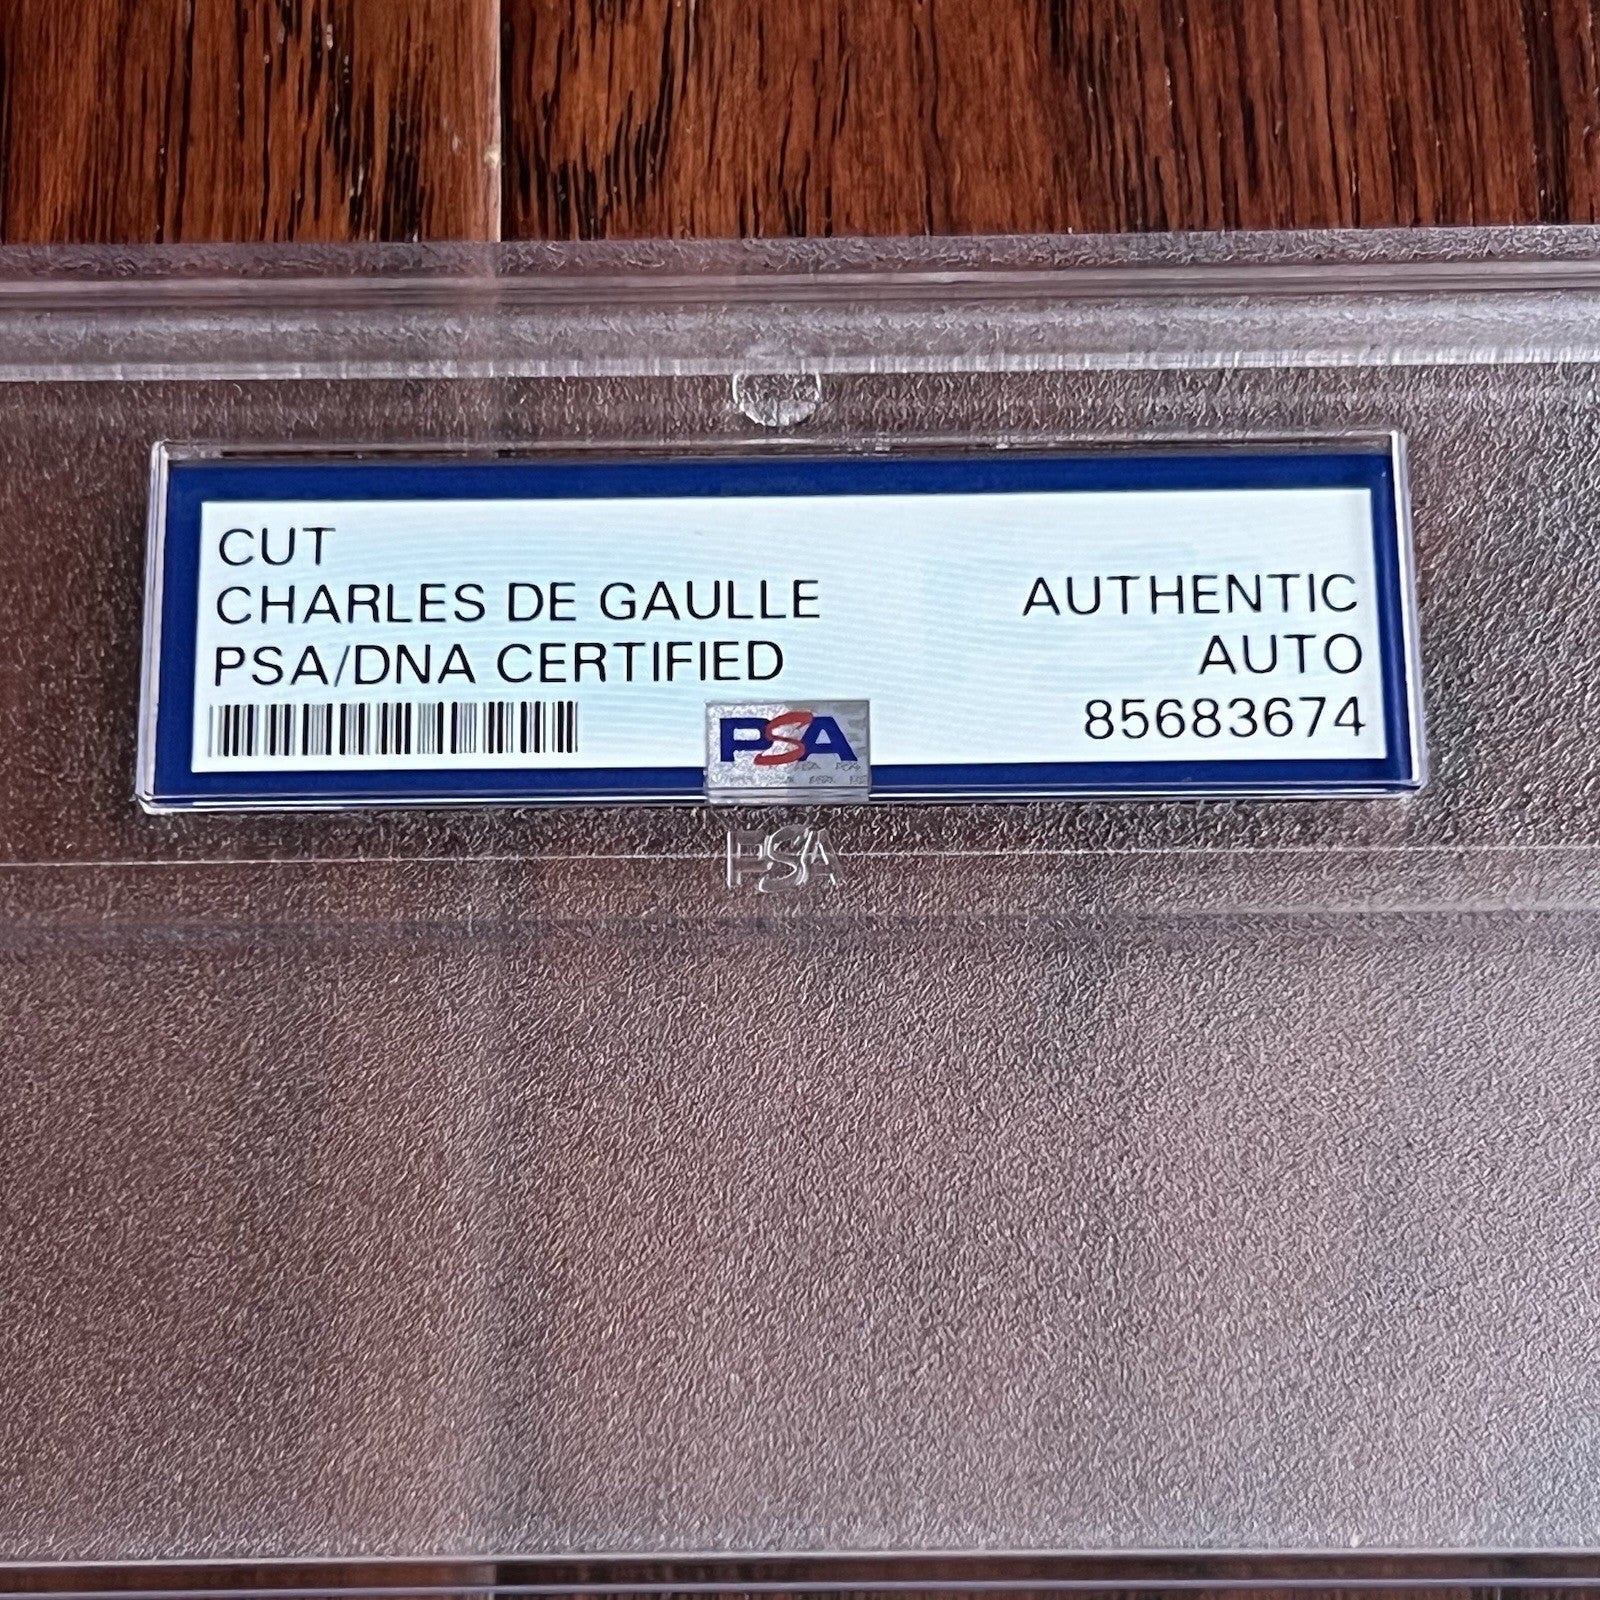 CUT
CHARLES DE GAULLE
PSA/DNA CERTIFIED
AUTHENTIC
AUTO
85683674
PSA
PSA